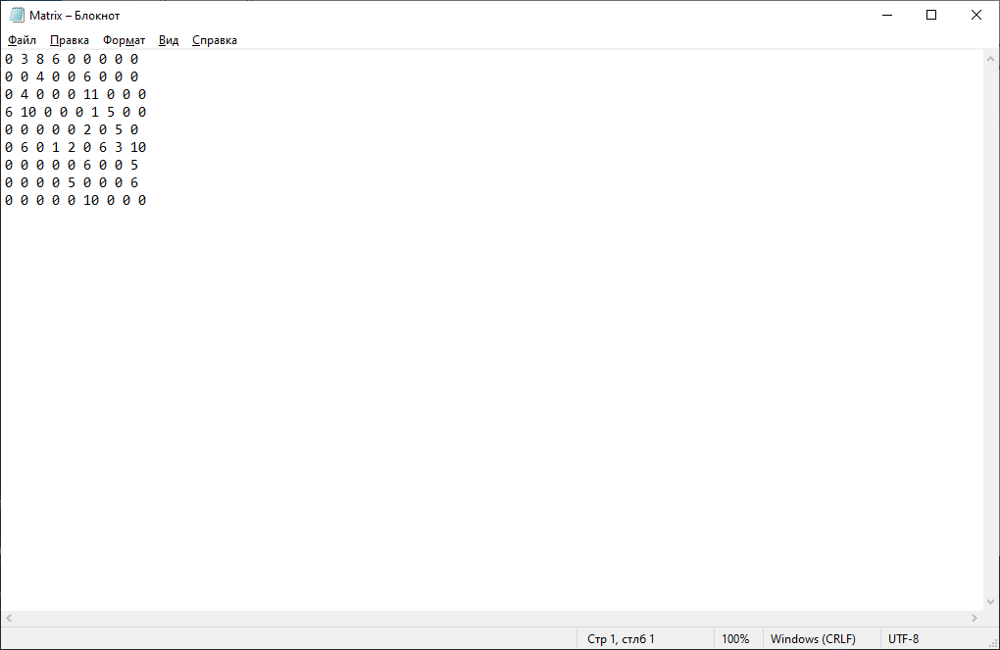 Matrix – Блокнот
Файл Правка Формат Вид Справка
0 3 8 6 0 0 0 0 0
0 0 4 0 0 6 0 0 0
0 4 0 0 0 11 0 0 0
6 10 0 0 0 1 5 0 0
0 0 0 0 0 2 0 5 0
0 6 0 1 2 0 6 3 10
0 0 0 0 0 6 0 0 5
0 0 0 0 5 0 0 0 6
0 0 0 0 0 10 0 0 0
Стр 1, стлб 1 100% Windows (CRLF) UTF-8